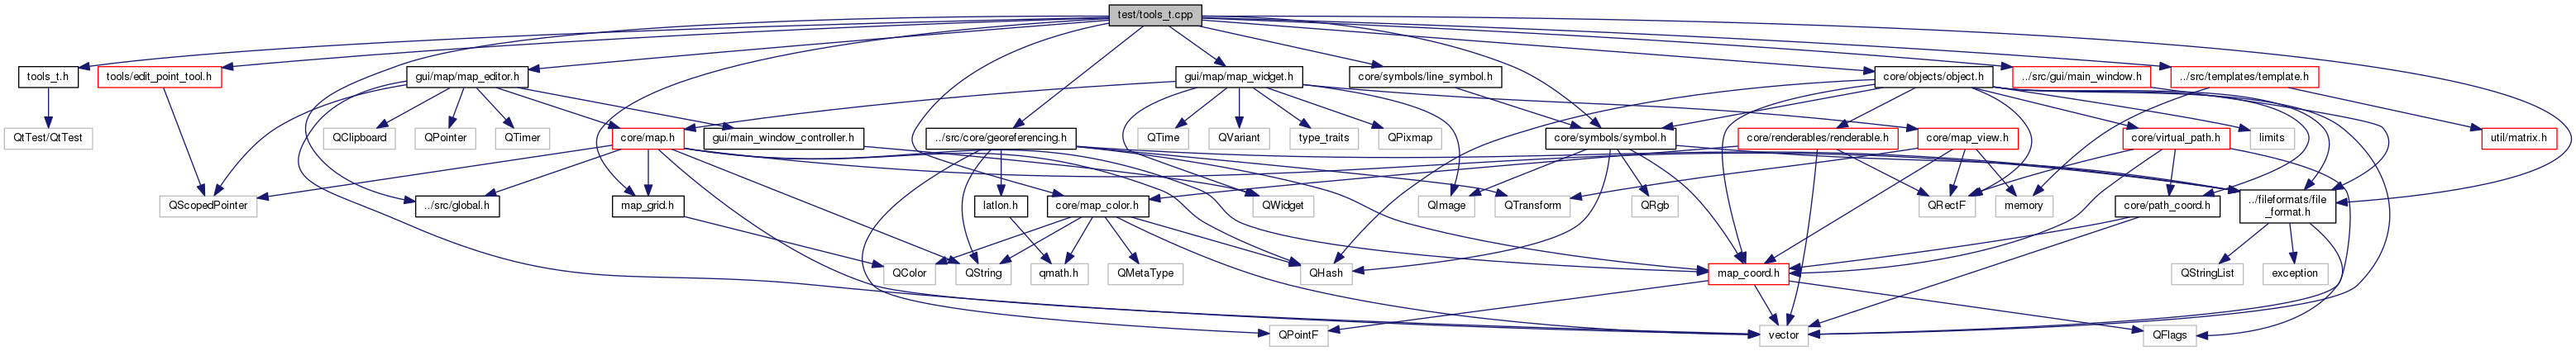 test/tools_t.cpp
tools_t.h
tools/edit_point_tool.h
gui/map/map_editor.h
gui/map/map_widget.h
core/symbols/line_symbol.h
core/objects/object.h
../src/gui/main_window.h
../src/templates/template.h
QtTest/QtTest
QClipboard
QPointer
QTimer
core/map.h
gui/main_window_controller.h
../src/core/georeferencing.h
QTime
QVariant
type_traits
QPixmap
core/symbols/symbol.h
core/renderables/renderable.h
core/map_view.h
core/virtual_path.h
limits
util/matrix.h
QScopedPointer
../src/global.h
map_grid.h
latlon.h
core/map_color.h
QWidget
QImage
QTransform
QRgb
QRectF
memory
core/path_coord.h
../fileformats/file
_format.h
QColor
QString
qmath.h
QMetaType
QHash
map_coord.h
QStringList
exception
QPointF
vector
QFlags